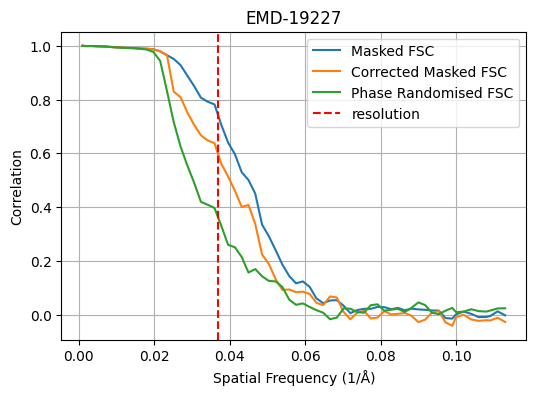 EMD-19227
Masked FSC
Corrected Masked FSC
Phase Randomised FSC
resolution
Correlation
1.0
0.8
0.6
0.4
0.2
0.0
0.00 0.02 0.04 0.06 0.08 0.10
Spatial Frequency (1/Å)